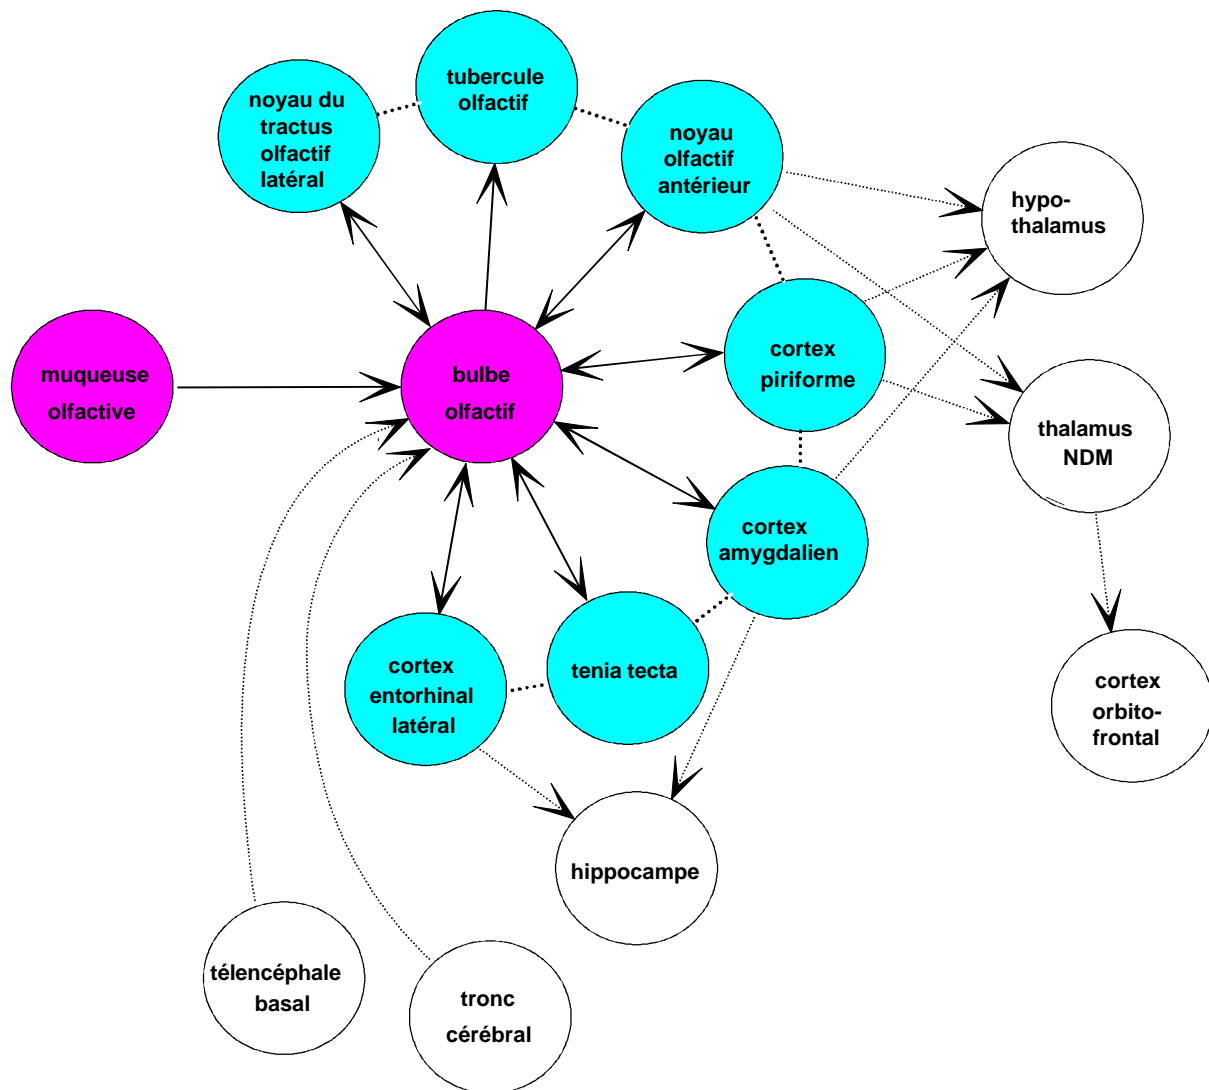 tubercule
olfactif
noyau du
tractus
olfactif
latéral
noyau
olfactif
antérieur
hypo-
thalamus
cortex
piriforme
muqueuse
olfactive
bulbe
olfactif
thalamus
NDM
cortex
amygdalien
cortex
entorhinal
latéral
tenia tecta
cortex
orbito-
frontal
hippocampe
télencéphale
basal
tronc
cérébral